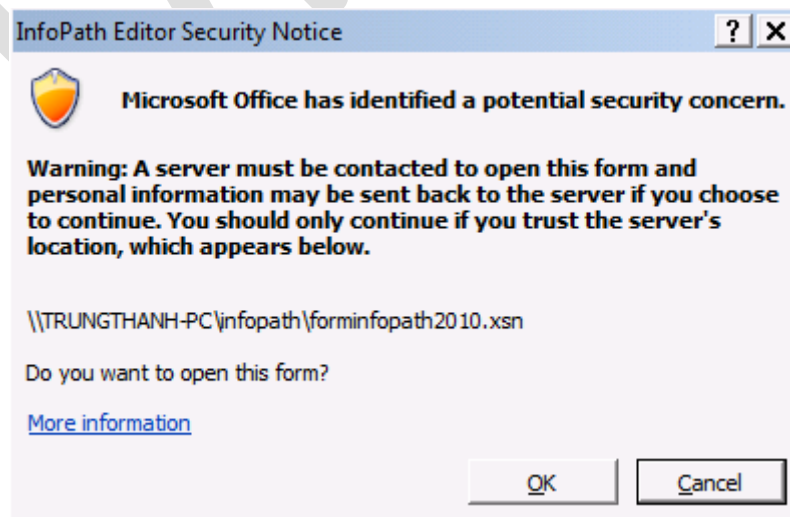 InfoPath Editor Security Notice
Microsoft Office has identified a potential security concern.
Warning: A server must be contacted to open this form and
personal information may be sent back to the server if you choose
to continue. You should only continue if you trust the server's
location, which appears below.
\\TRUNGTHANH-PC\infopath\forminfopath2010.xsn
Do you want to open this form?
More information
OK Cancel